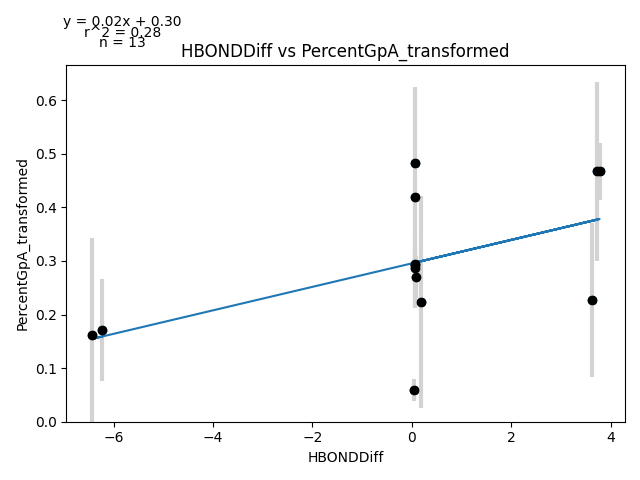 y = 0.02x + 0.30
r^2 = 0.28
n = 13
HBONDDiff vs PercentGpA_transformed
PercentGpA_transformed
0.6
0.5
0.4
0.3
0.2
0.1
0.0
−6
−4
−2
0
2
4
HBONDDiff